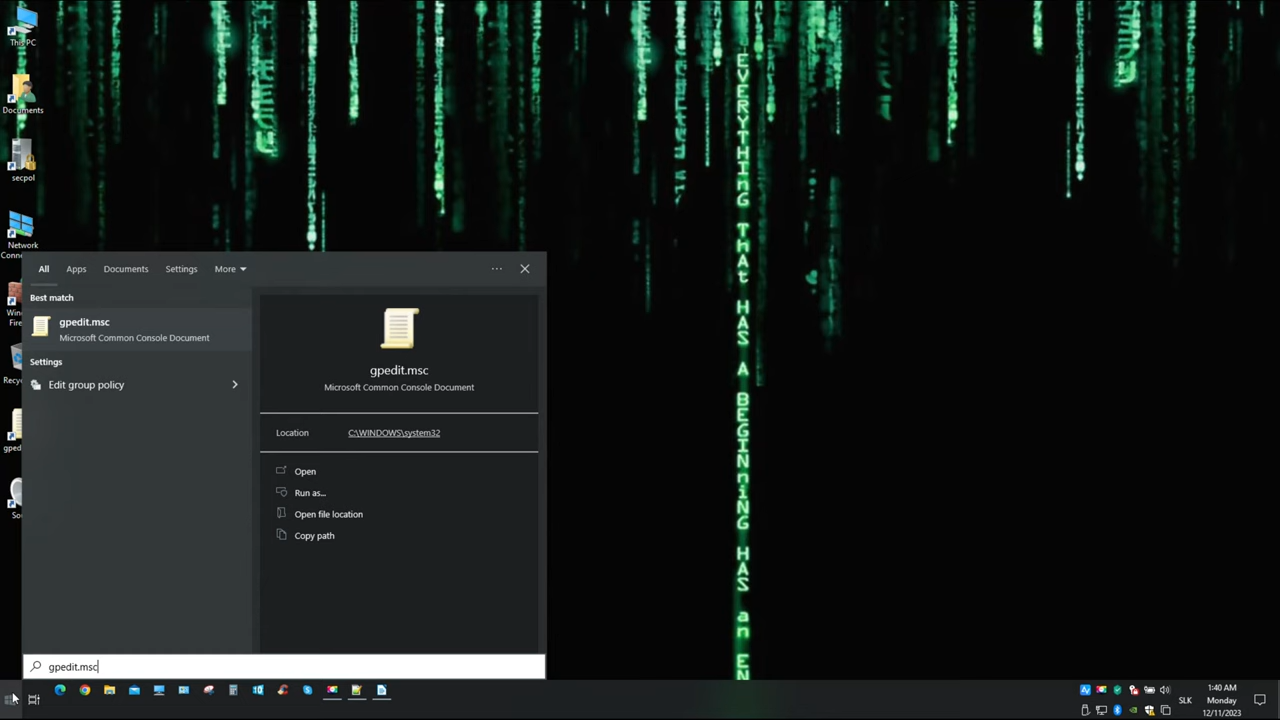 This PC
Documents
secpol
Network
All
Apps
Documents
Settings
More
Best match
gpedit.msc
Microsoft Common Console Document
Settings
Edit group policy
gpedit.msc
Microsoft Common Console Document
Location
C:\WINDOWS\system32
Open
Run as...
Open file location
Copy path
gpedit.msc
EVERYTHING THAt HAS A BEGINniNG HAS an EN
SLK
1:40 AM
Monday
12/11/2023